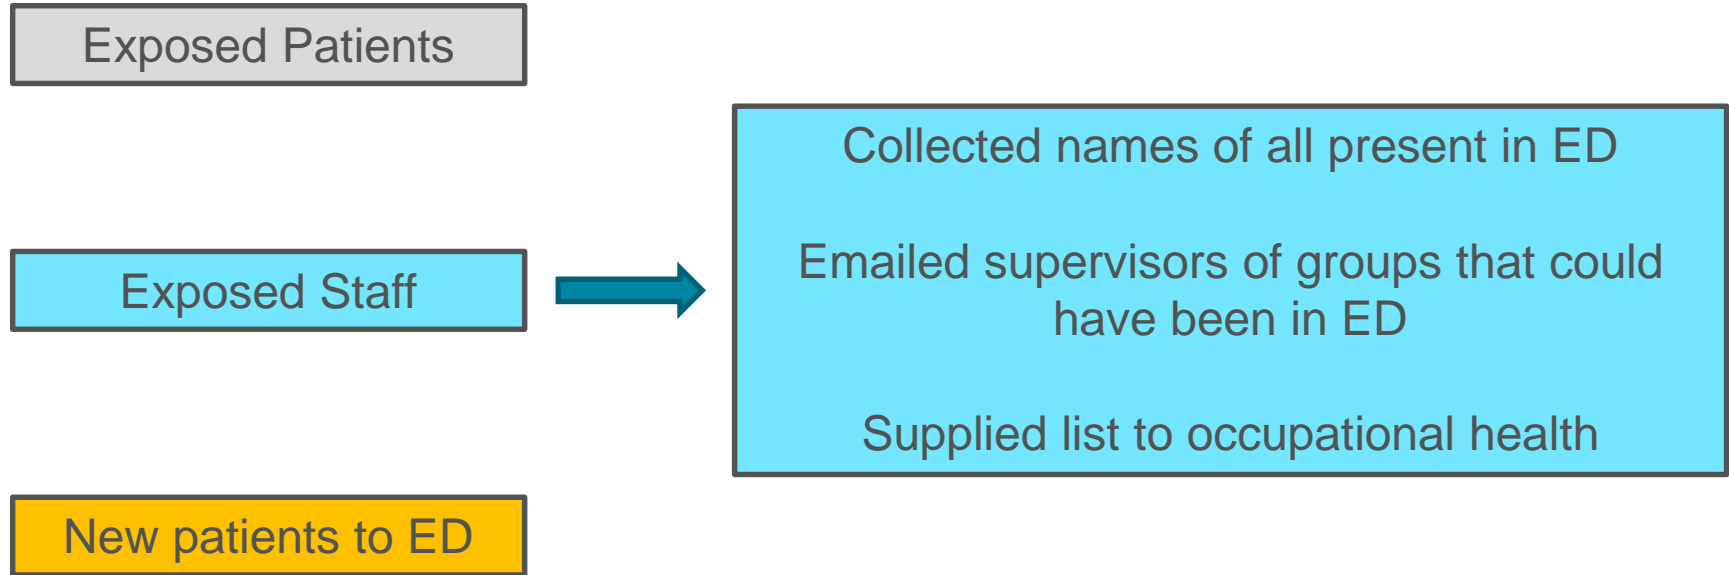 Exposed Patients
Collected names of all present in ED
Emailed supervisors of groups that could
have been in ED
Supplied list to occupational health
Exposed Staff
New patients to ED